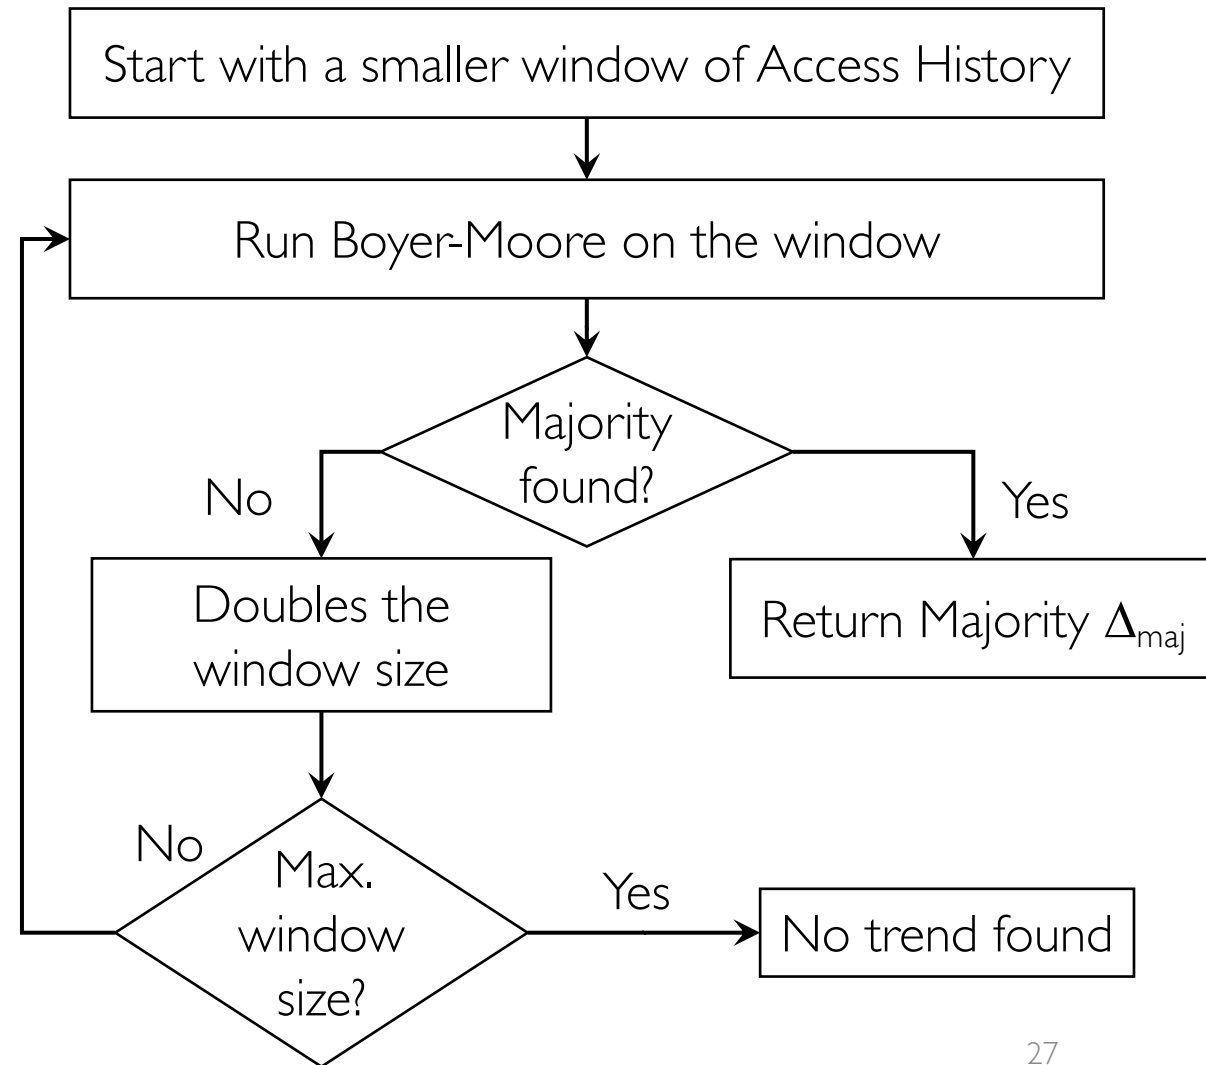 Start with a smaller window of Access History
Run Boyer-Moore on the window
Majority
found?
No
Yes
Doubles the
window size
Return Majority Δmaj
No
Max.
window
size?
Yes
No trend found
27